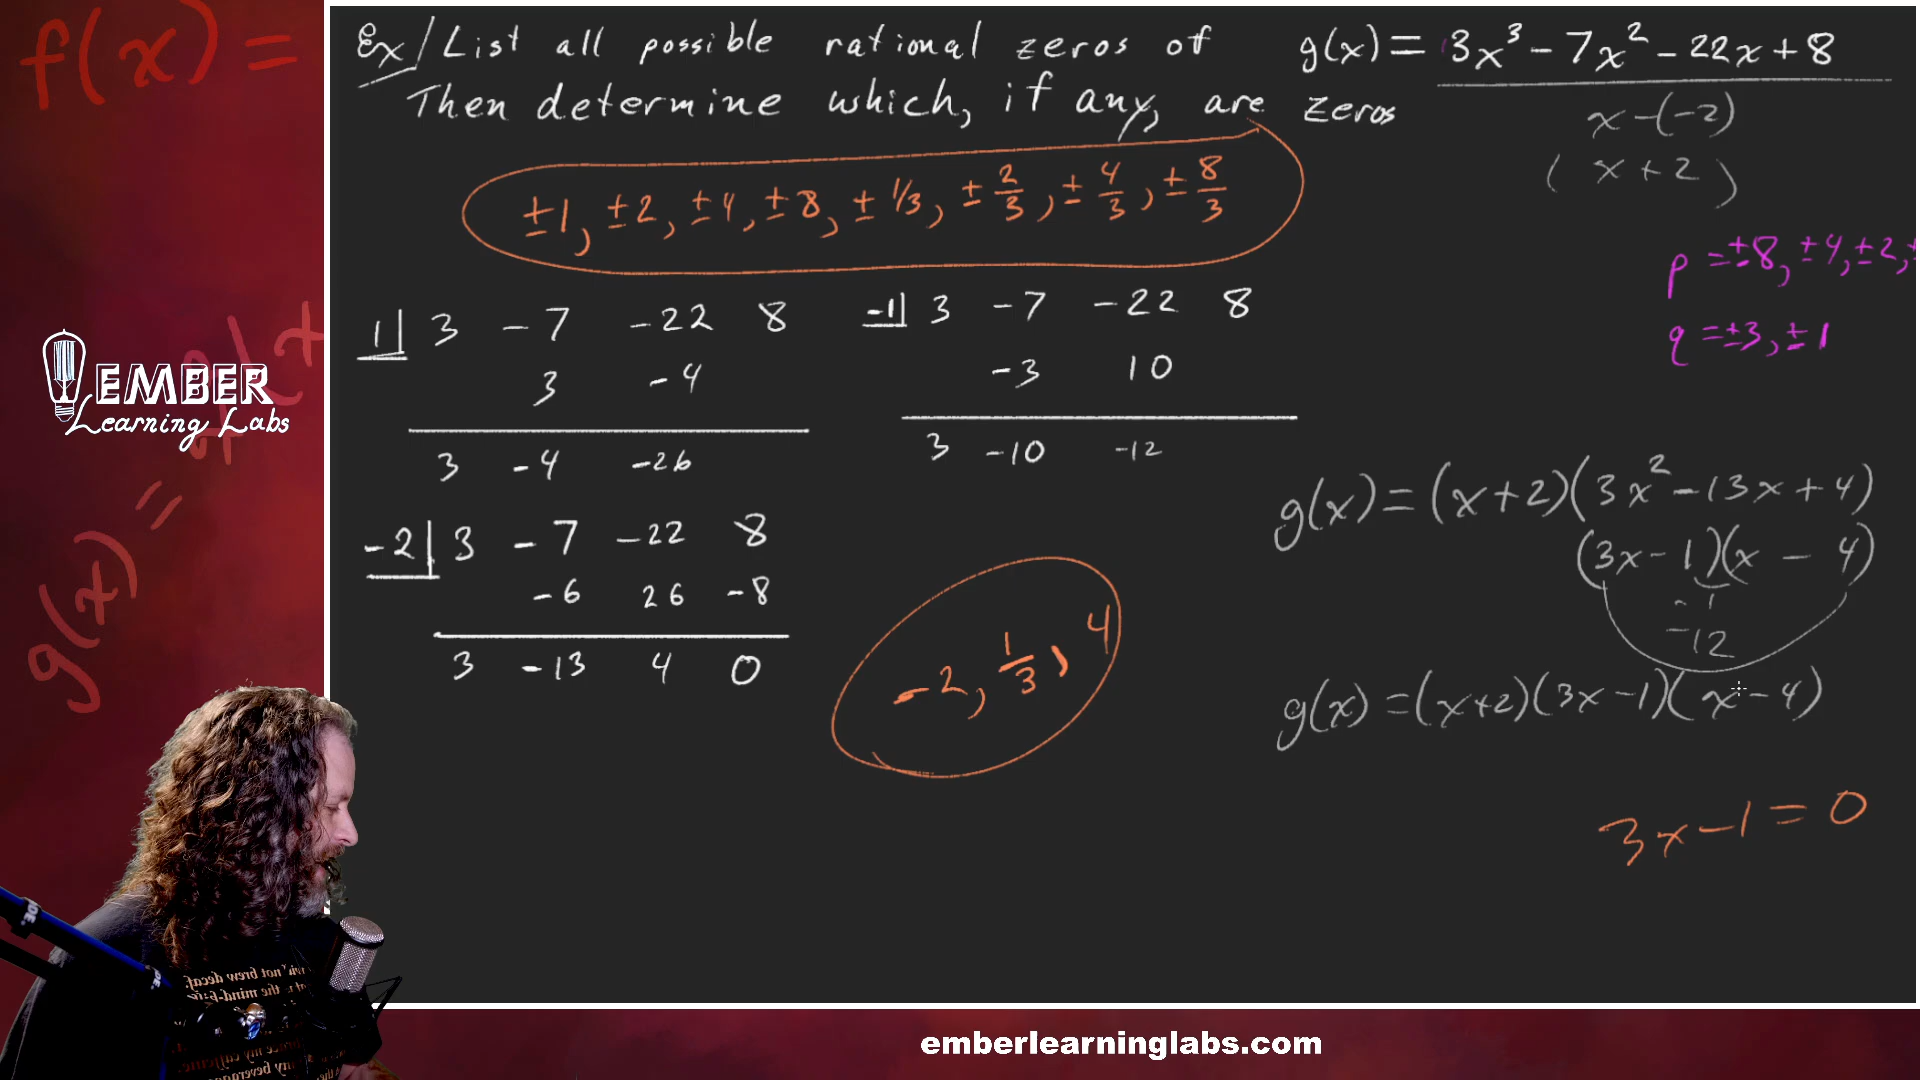 f(x) =
Ex/ List all possible rational zeros of g(x) = 3x³ - 7x² - 22x + 8
Then determine which, if any, are zeros
x-(-2)
(x+2)
±1, ±2, ±4, ±8, ± 1/3, ± 2/3, ± 4/3, ± 8/3
p = ±8, ±4, ±2,
q = ±3, ±1
1| 3 -7 -22 8
3 -4
3 -4 -26
-1| 3 -7 -22 8
-3 10
3 -10 -12
EMBER
Learning Labs
g(x) =
-2| 3 -7 -22 8
-6 26 -8
3 -13 4 0
-2, 1/3, 4
g(x) = (x+2)(3x² - 13x + 4)
(3x - 1)(x - 4)
-1
-12
g(x) = (x+2)(3x-1)(x-4)
3x - 1 = 0
not brew decaf.
emberlearninglabs.com